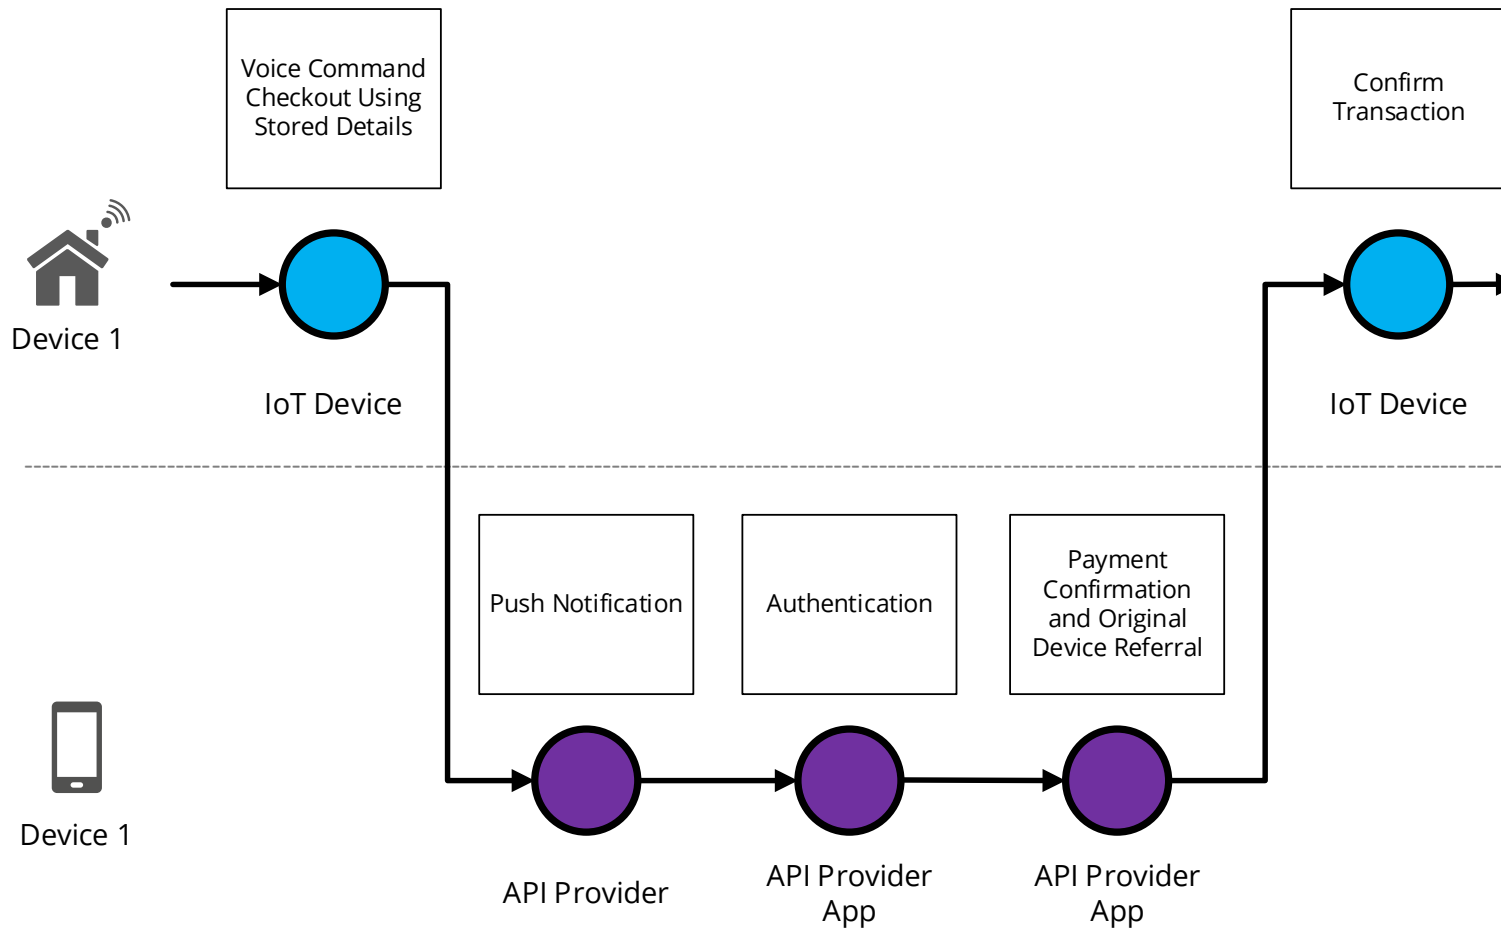 Voice Command
Checkout Using
Stored Details
Confirm
Transaction
Device 1
IoT Device
IoT Device
Push Notification
Authentication
Payment
Confirmation
and Original
Device Referral
Device 1
API Provider
API Provider
App
API Provider
App